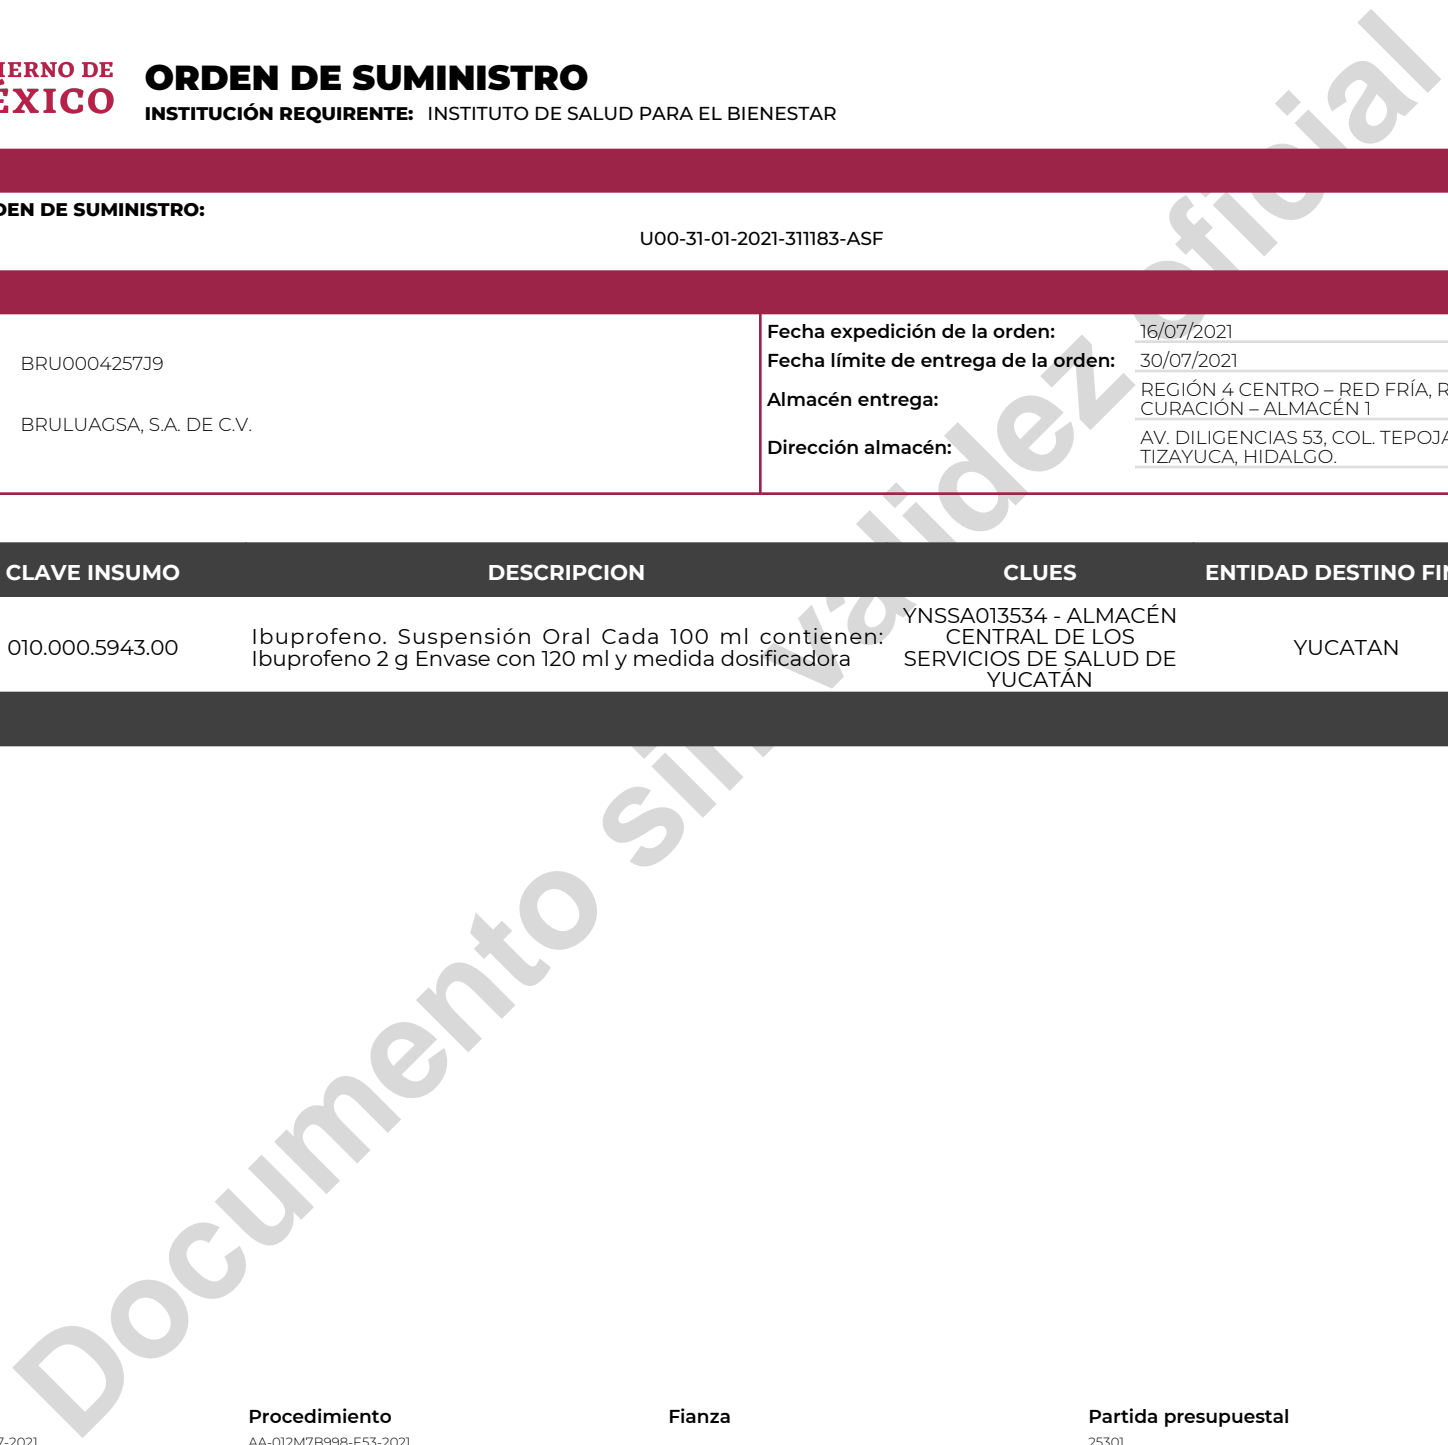 IERNO DE
ÉXICO
ORDEN DE SUMINISTRO
INSTITUCIÓN REQUIRENTE: INSTITUTO DE SALUD PARA EL BIENESTAR
DEN DE SUMINISTRO:
U00-31-01-2021-311183-ASF
BRU0004257J9
BRULUAGSA, S.A. DE C.V.
Fecha expedición de la orden: 16/07/2021
Fecha límite de entrega de la orden: 30/07/2021
Almacén entrega: REGIÓN 4 CENTRO – RED FRÍA, R
CURACIÓN – ALMACÉN 1
Dirección almacén: AV. DILIGENCIAS 53, COL. TEPOJA
TIZAYUCA, HIDALGO.
CLAVE INSUMO DESCRIPCION CLUES ENTIDAD DESTINO FIN
010.000.5943.00
Ibuprofeno. Suspensión Oral Cada 100 ml contienen:
Ibuprofeno 2 g Envase con 120 ml y medida dosificadora
YNSSA013534 - ALMACÉN
CENTRAL DE LOS
SERVICIOS DE SALUD DE
YUCATÁN
YUCATAN
Documento sin validez oficial
Procedimiento Fianza Partida presupuestal
7-2021 AA-012M7B998-E53-2021 25301